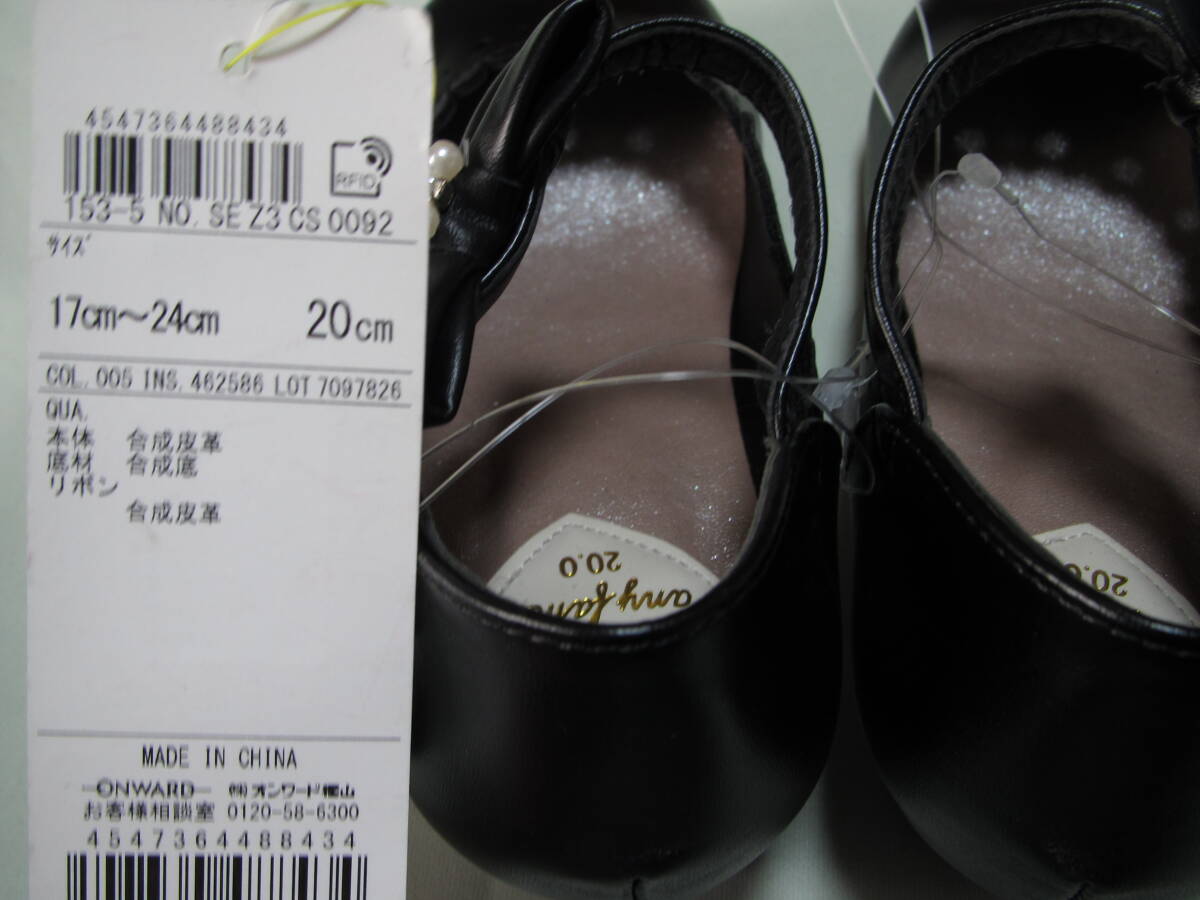 4547364488434
RFID
153-5 NO. SE Z3 CS 0092
サイズ
17cm～24cm 20cm
COL. 005 INS. 462586 LOT 7097826
QUA.
本体 合成皮革
底材 合成底
リボン
合成皮革
MADE IN CHINA
ONWARD ㈱オンワード樫山
お客様相談室 0120-58-6300
4547364488434
20.0
any
20.0